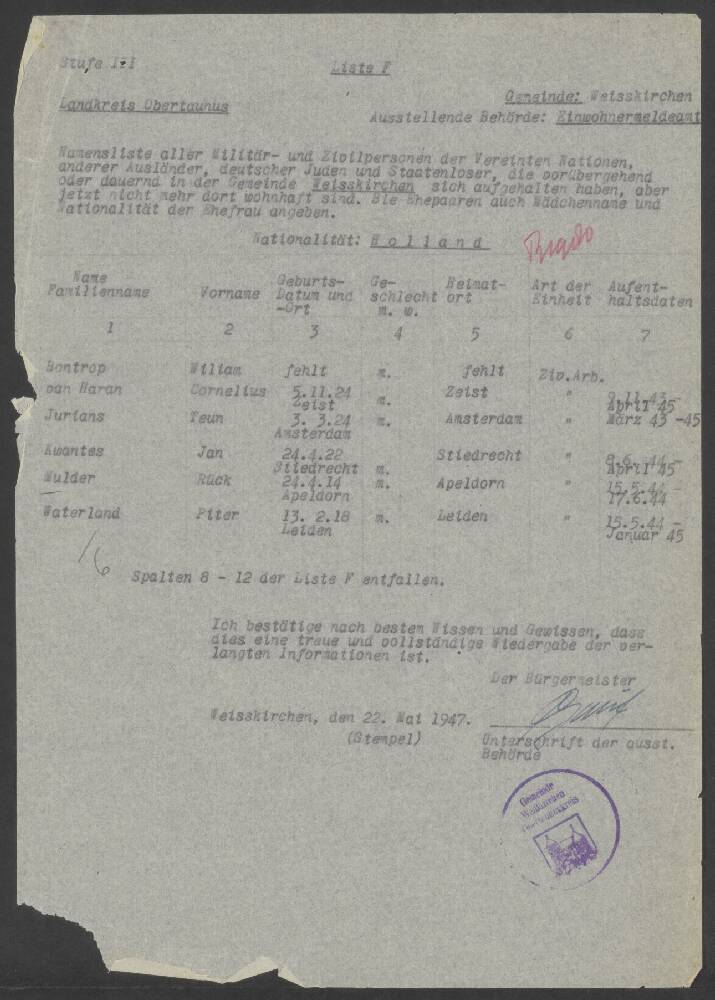 Stufe I-I Liste F
Landkreis Obertaunus Gemeinde: Weisskirchen
Ausstellende Behörde: Einwohnermeldeamt
Namensliste aller Militär- und Zivilpersonen der Vereinten Nationen,
anderer Ausländer, deutscher Juden und Staatenloser, die vorübergehend
oder dauernd in der Gemeinde Weisskirchen sich aufgehalten haben, aber
jetzt nicht mehr dort wohnhaft sind. Bie Ehepaaren auch Mädchenname und
Nationalität der Ehefrau angeben.
Nationalität: Holland
Name Familienname Vorname Geburts- Datum und -Ort Ge- schlecht m. w. Heimat- ort Art der Einheit Aufent- haltsdaten
1 2 3 4 5 6 7
Bontrop Wiliam fehlt m. fehlt Ziv.Arb.
van Haran Cornelius 5.11.24 m. Zeist " 9.11.43 -
Zeist April 45
Jurians Teun 3. 3.24 m. Amsterdam " März 43 -45
Amsterdam
Kwantes Jan 24.4.22 Stiedrecht " 8.6. 44 -
Stiedrecht m. April 45
Mulder Rück 24.4.14 m. Apeldorn " 15.5.44 -
Apeldorn 17.6.44
Waterland Piter 13. 2.18 m. Leiden " 15.5.44 -
Leiden Januar 45
/6
Spalten 8 - 12 der Liste F entfallen.
Ich bestätige nach bestem Wissen und Gewissen, dass
dies eine treue und vollständige Wiedergabe der ver-
langten Informationen ist.
Der Bürgermeister
Weisskirchen, den 22. Mai 1947.
(Stempel) Unterschrift der ausst.
Behörde
Gemeinde
Weißkirchen